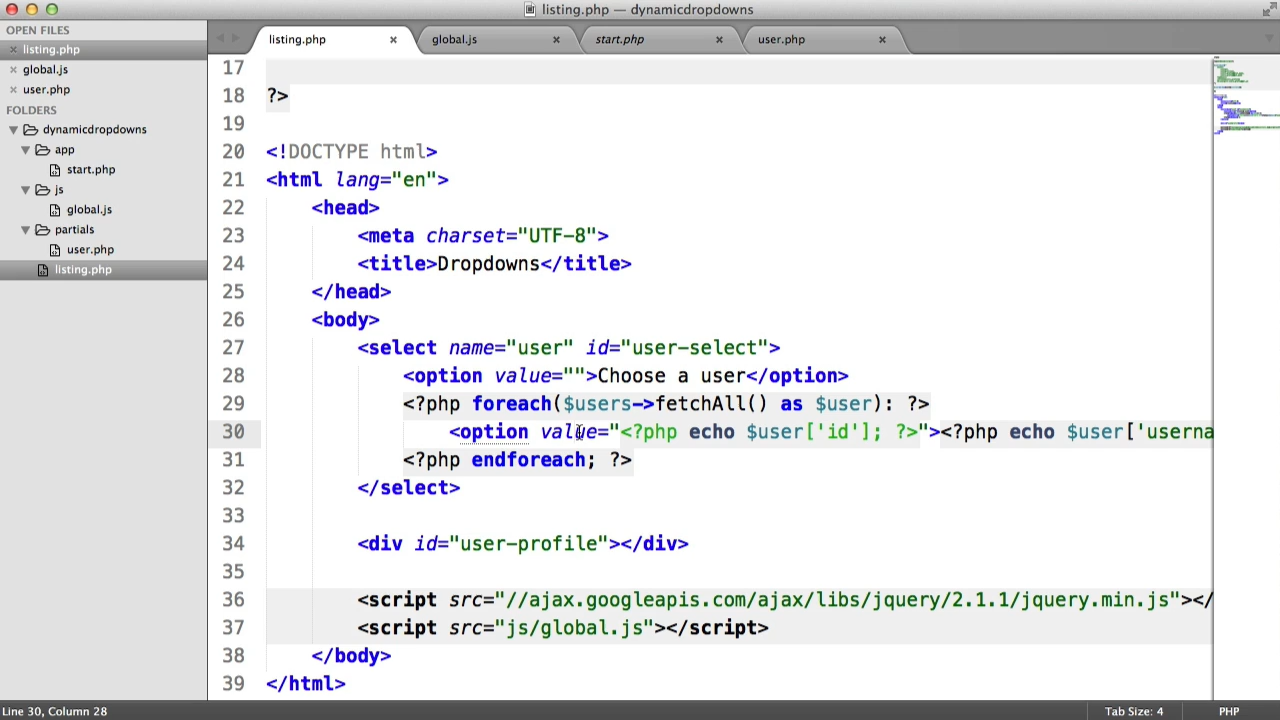 listing.php — dynamicdropdowns
OPEN FILES
listing.php
global.js
user.php
FOLDERS
dynamicdropdowns
app
start.php
js
global.js
partials
user.php
listing.php
listing.php global.js start.php user.php
17
18 ?>
19
20 <!DOCTYPE html>
21 <html lang="en">
22 <head>
23 <meta charset="UTF-8">
24 <title>Dropdowns</title>
25 </head>
26 <body>
27 <select name="user" id="user-select">
28 <option value="">Choose a user</option>
29 <?php foreach($users->fetchAll() as $user): ?>
30 <option value="<?php echo $user['id']; ?>"><?php echo $user['userna
31 <?php endforeach; ?>
32 </select>
33
34 <div id="user-profile"></div>
35
36 <script src="//ajax.googleapis.com/ajax/libs/jquery/2.1.1/jquery.min.js"></
37 <script src="js/global.js"></script>
38 </body>
39 </html>
Line 30, Column 28 Tab Size: 4 PHP